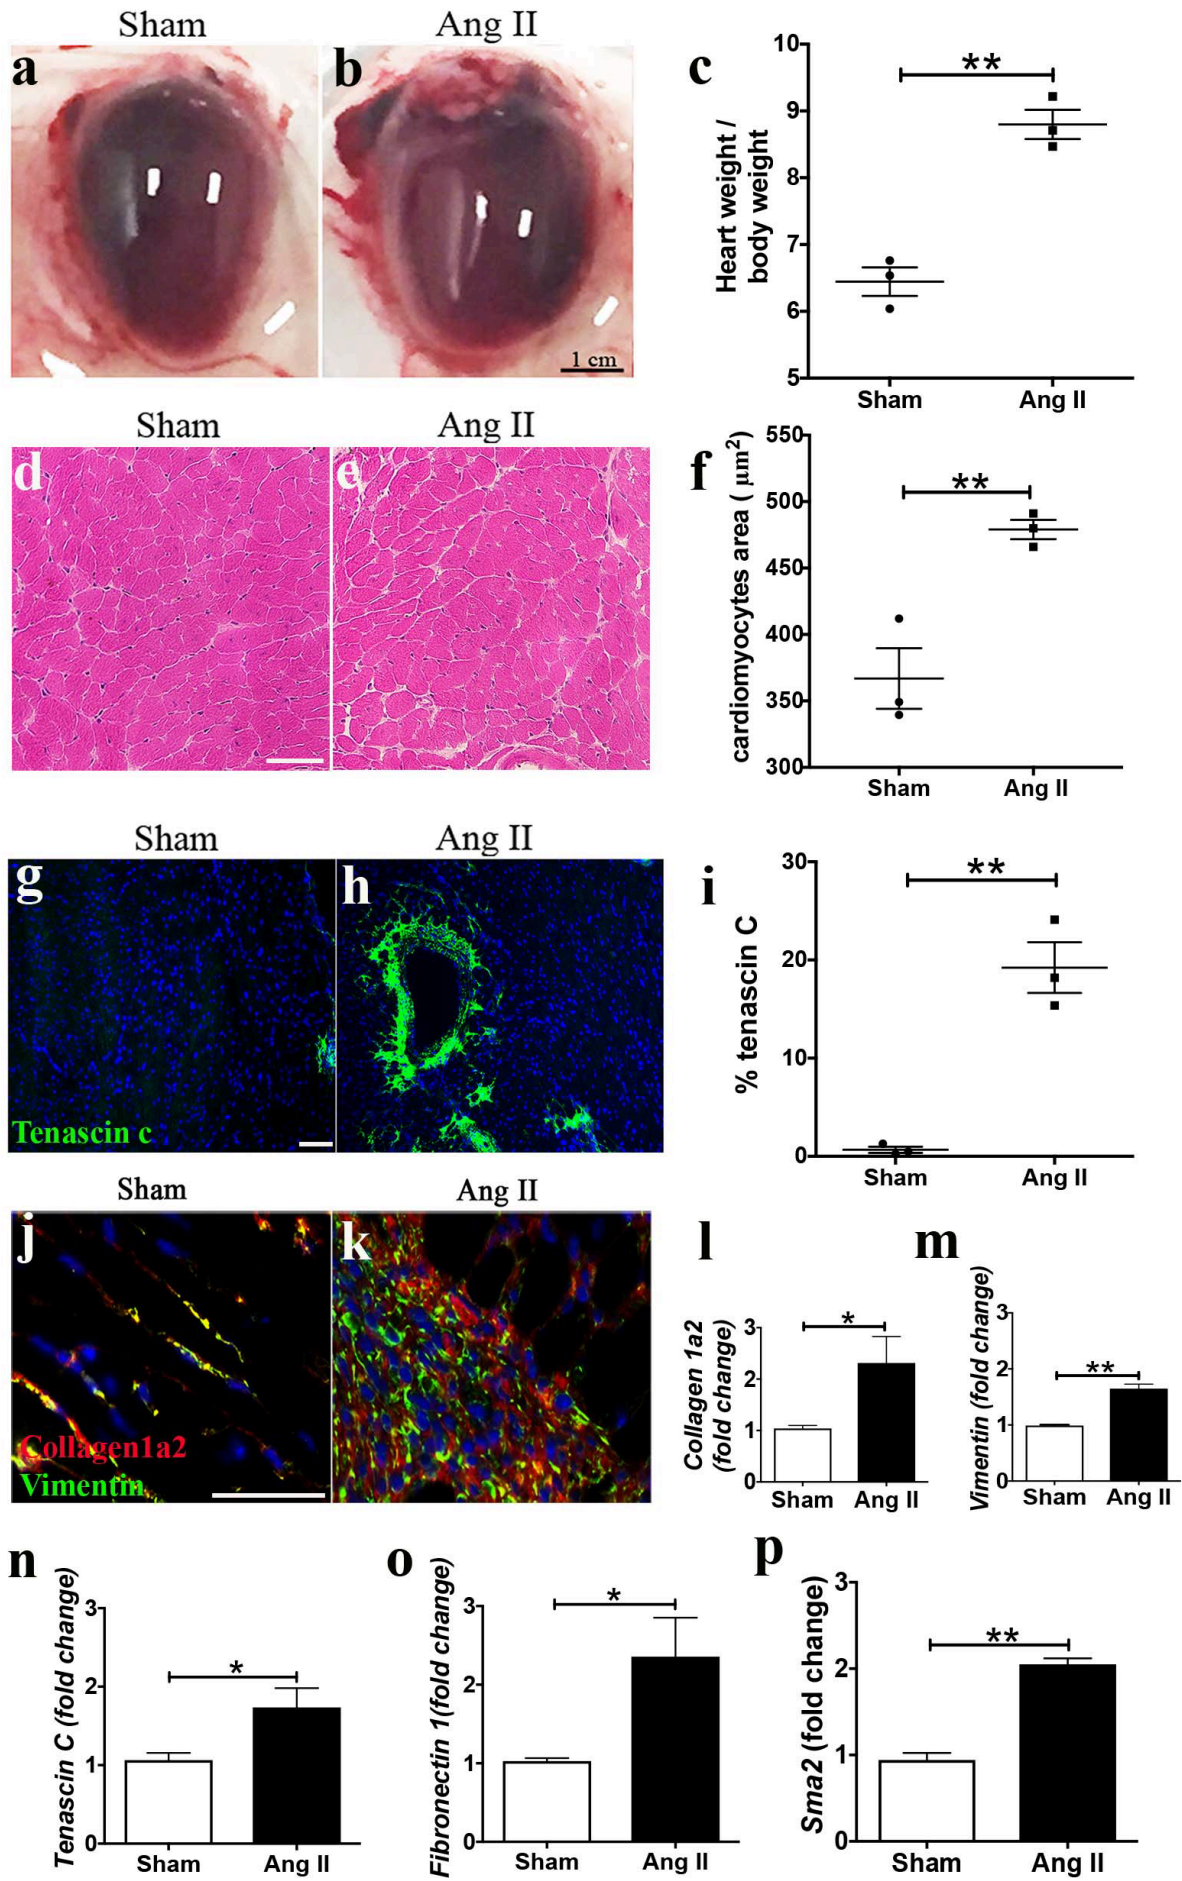 Sham
Ang II
a
b
1 cm
c
Heart weight /
body weight
10
9
8
7
6
5
**
Sham
Ang II
Sham
Ang II
d
e
f
cardiomyocytes area ( μm²)
550
500
450
400
350
300
**
Sham
Ang II
Sham
Ang II
g
h
Tenascin c
i
% tenascin C
30
20
10
0
**
Sham
Ang II
Sham
Ang II
j
k
Collagen1a2
Vimentin
l
Collagen 1a2
(fold change)
3
2
1
0
*
Sham
Ang II
m
Vimentin (fold change)
3
2
1
0
**
Sham
Ang II
n
Tenascin C (fold change)
3
2
1
0
*
Sham
Ang II
o
Fibronectin 1(fold change)
3
2
1
0
*
Sham
Ang II
p
Sma2 (fold change)
3
2
1
0
**
Sham
Ang II